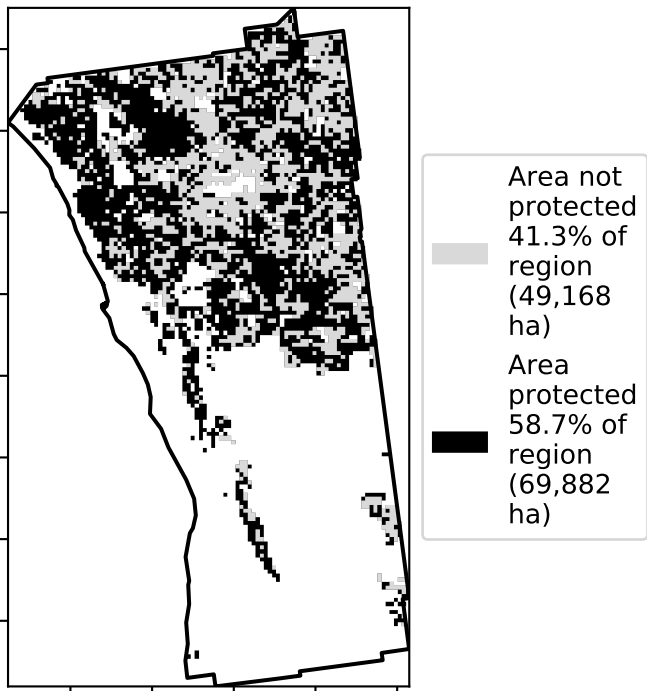 Area not
protected
41.3% of
region
(49,168
ha)
Area
protected
58.7% of
region
(69,882
ha)